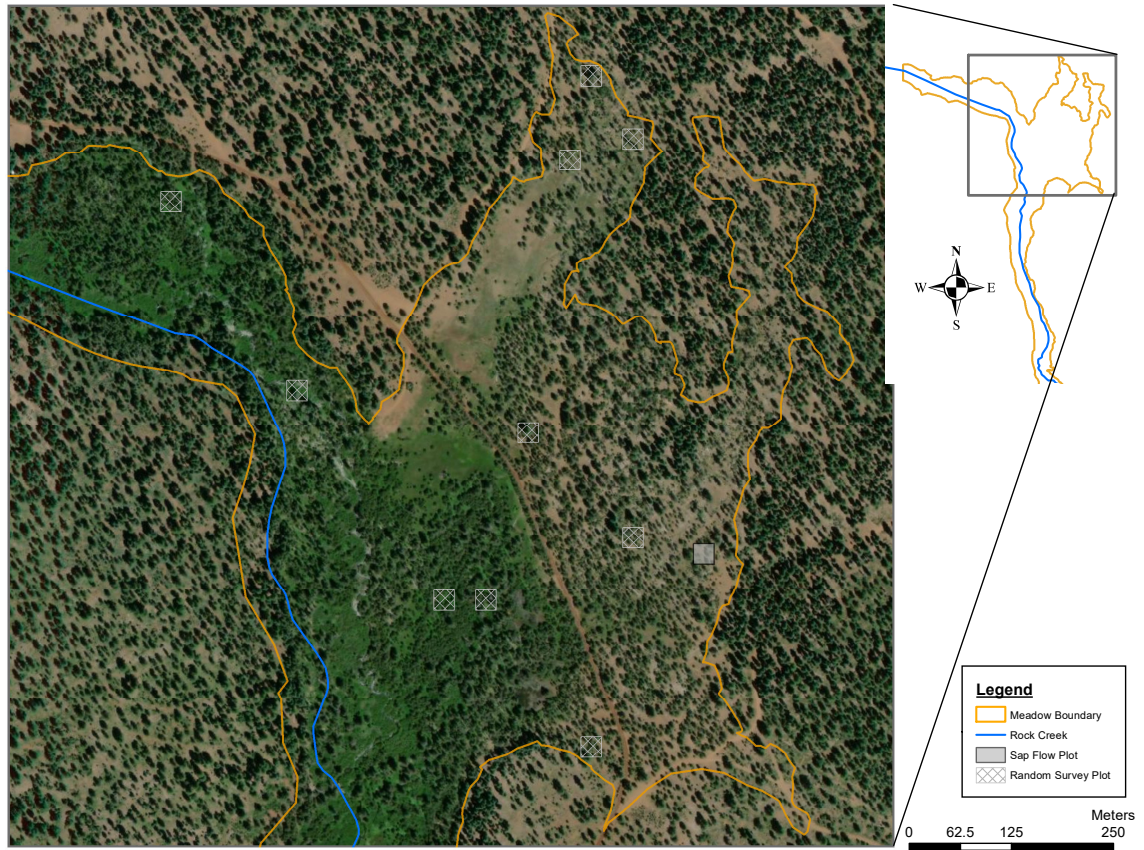 N
W E
S
Legend
Meadow Boundary
Rock Creek
Sap Flow Plot
Random Survey Plot
Meters
0 62.5 125 250